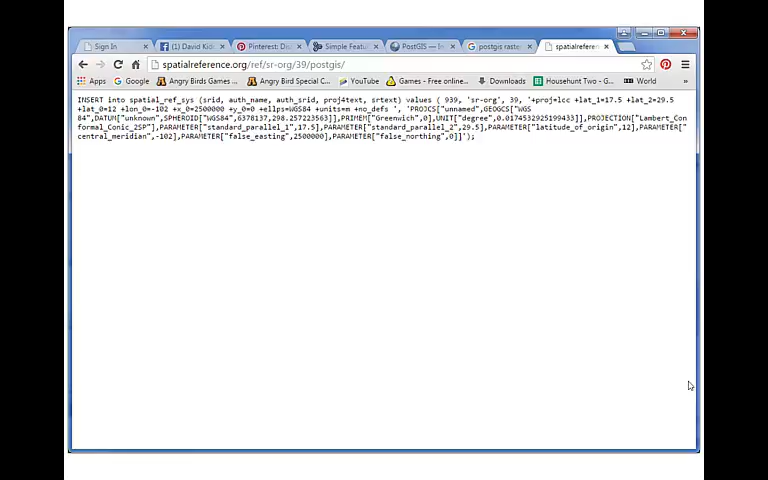 Sign In
(1) David Kid
Pinterest: Dis
Simple Featu
PostGIS — In
postgis raste
spatialreferen
spatialreference.org/ref/sr-org/39/postgis/
Apps
Google
Angry Birds Games ...
Angry Bird Special C...
YouTube
Games - Free online...
Househunt Two - G...
World
»
INSERT into spatial_ref_sys (srid, auth_name, auth_srid, proj4text, srtext) values ( 939, 'sr-org', 39, '+proj=lcc +lat_1=17.5 +lat_2=29.5
+lat_0=12 +lon_0=-102 +x_0=2500000 +y_0=0 +ellps=WGS84 +units=m +no_defs ', 'PROJCS["unnamed",GEOGCS["WGS
84",DATUM["unknown",SPHEROID["WGS84",6378137,298.257223563]],PRIMEM["Greenwich",0],UNIT["degree",0.0174532925199433]],PROJECTION["Lambert_Con
formal_Conic_2SP"],PARAMETER["standard_parallel_1",17.5],PARAMETER["standard_parallel_2",29.5],PARAMETER["latitude_of_origin",12],PARAMETER["
central_meridian",-102],PARAMETER["false_easting",2500000],PARAMETER["false_northing",0]]');